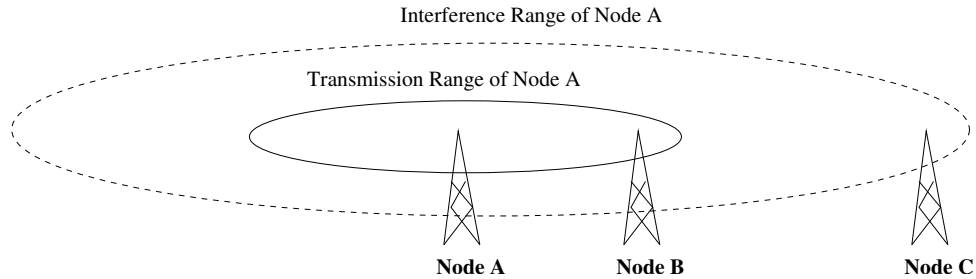 Interference Range of Node A
Transmission Range of Node A
Node A
Node B
Node C